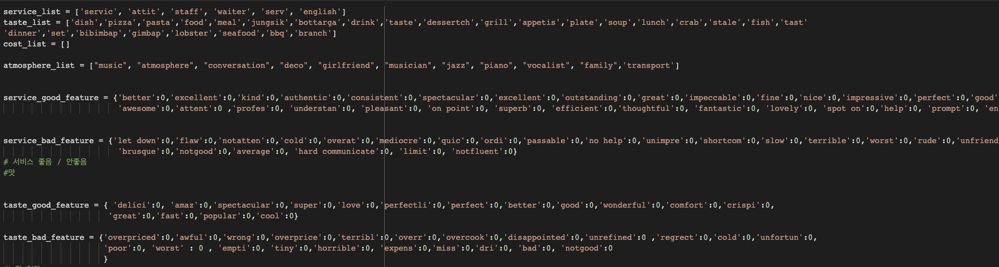 service_list = ['servic', 'attit', 'staff', 'waiter', 'serv', 'english']
taste_list = ['dish','pizza','pasta','food','meal','jungsik','bottarga','drink','taste','dessertch','grill','appetis','plate','soup','lunch','crab','stale','fish','tast'
'dinner','set','bibimbap','gimbap','lobster','seafood','bbq','branch']
cost_list = []
atmosphere_list = ["music", "atmosphere", "conversation", "deco", "girlfriend", "musician", "jazz", "piano", "vocalist", "family",'transport']
service_good_feature = {'better':0,'excellent':0,'kind':0,'authentic':0,'consistent':0,'spectacular':0,'excellent':0,'outstanding':0,'great':0,'impeccable':0,'fine':0,'nice':0,'impressive':0,'perfect':0,'good'
'awesome':0,'attent':0 ,'profes':0, 'understan':0, 'pleasant':0, 'on point':0, 'superb':0, 'efficient':0,'thoughtful':0, 'fantastic':0, 'lovely':0, 'spot on':0,'help':0, 'prompt':0, 'en
service_bad_feature = {'let down':0,'flaw':0,'notatten':0,'cold':0,'overat':0,'mediocre':0,'quic':0,'ordi':0,'passable':0,'no help':0,'unimpre':0,'shortcom':0,'slow':0,'terrible':0,'worst':0,'rude':0,'unfriend
'brusque':0,'notgood':0,'average':0, 'hard communicate':0, 'limit':0, 'notfluent':0}
# 서비스 좋음 / 안좋음
#맛
taste_good_feature = { 'delici':0, 'amaz':0,'spectacular':0,'super':0,'love':0,'perfectli':0,'perfect':0,'better':0,'good':0,'wonderful':0,'comfort':0,'crispi':0,
'great':0,'fast':0,'popular':0,'cool':0}
taste_bad_feature = {'overpriced':0,'awful':0,'wrong':0,'overprice':0,'terribl':0,'overr':0,'overcook':0,'disappointed':0,'unrefined':0 ,'regrect':0,'cold':0,'unfortun':0,
'poor':0, 'worst' : 0 , 'empti':0, 'tiny':0,'horrible':0, 'expens':0,'miss':0,'dri':0, 'bad':0, 'notgood':0
}